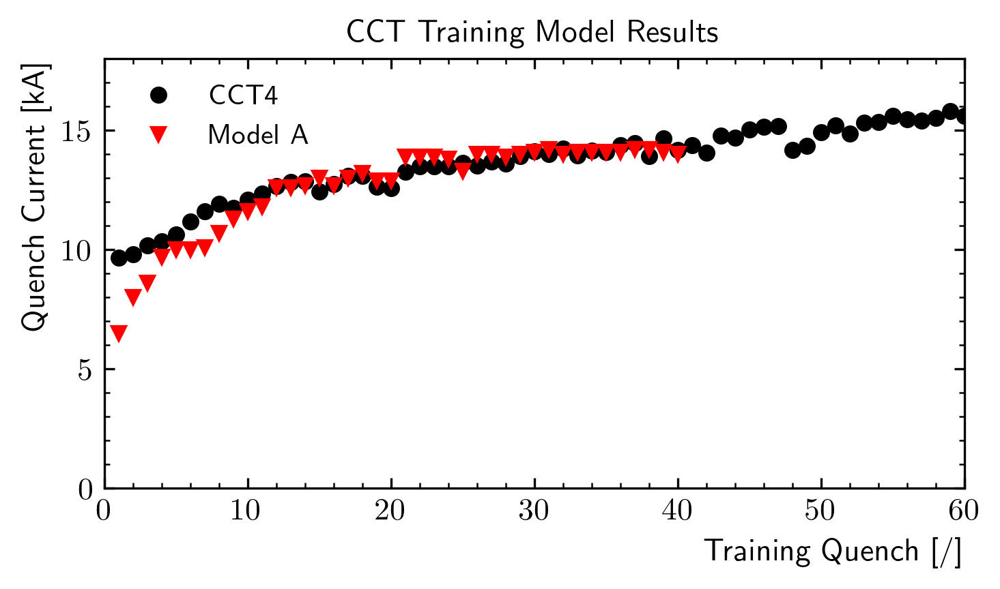 CCT Training Model Results
Quench Current [kA]
CCT4
Model A
15
10
5
0
0 10 20 30 40 50 60
Training Quench [/]